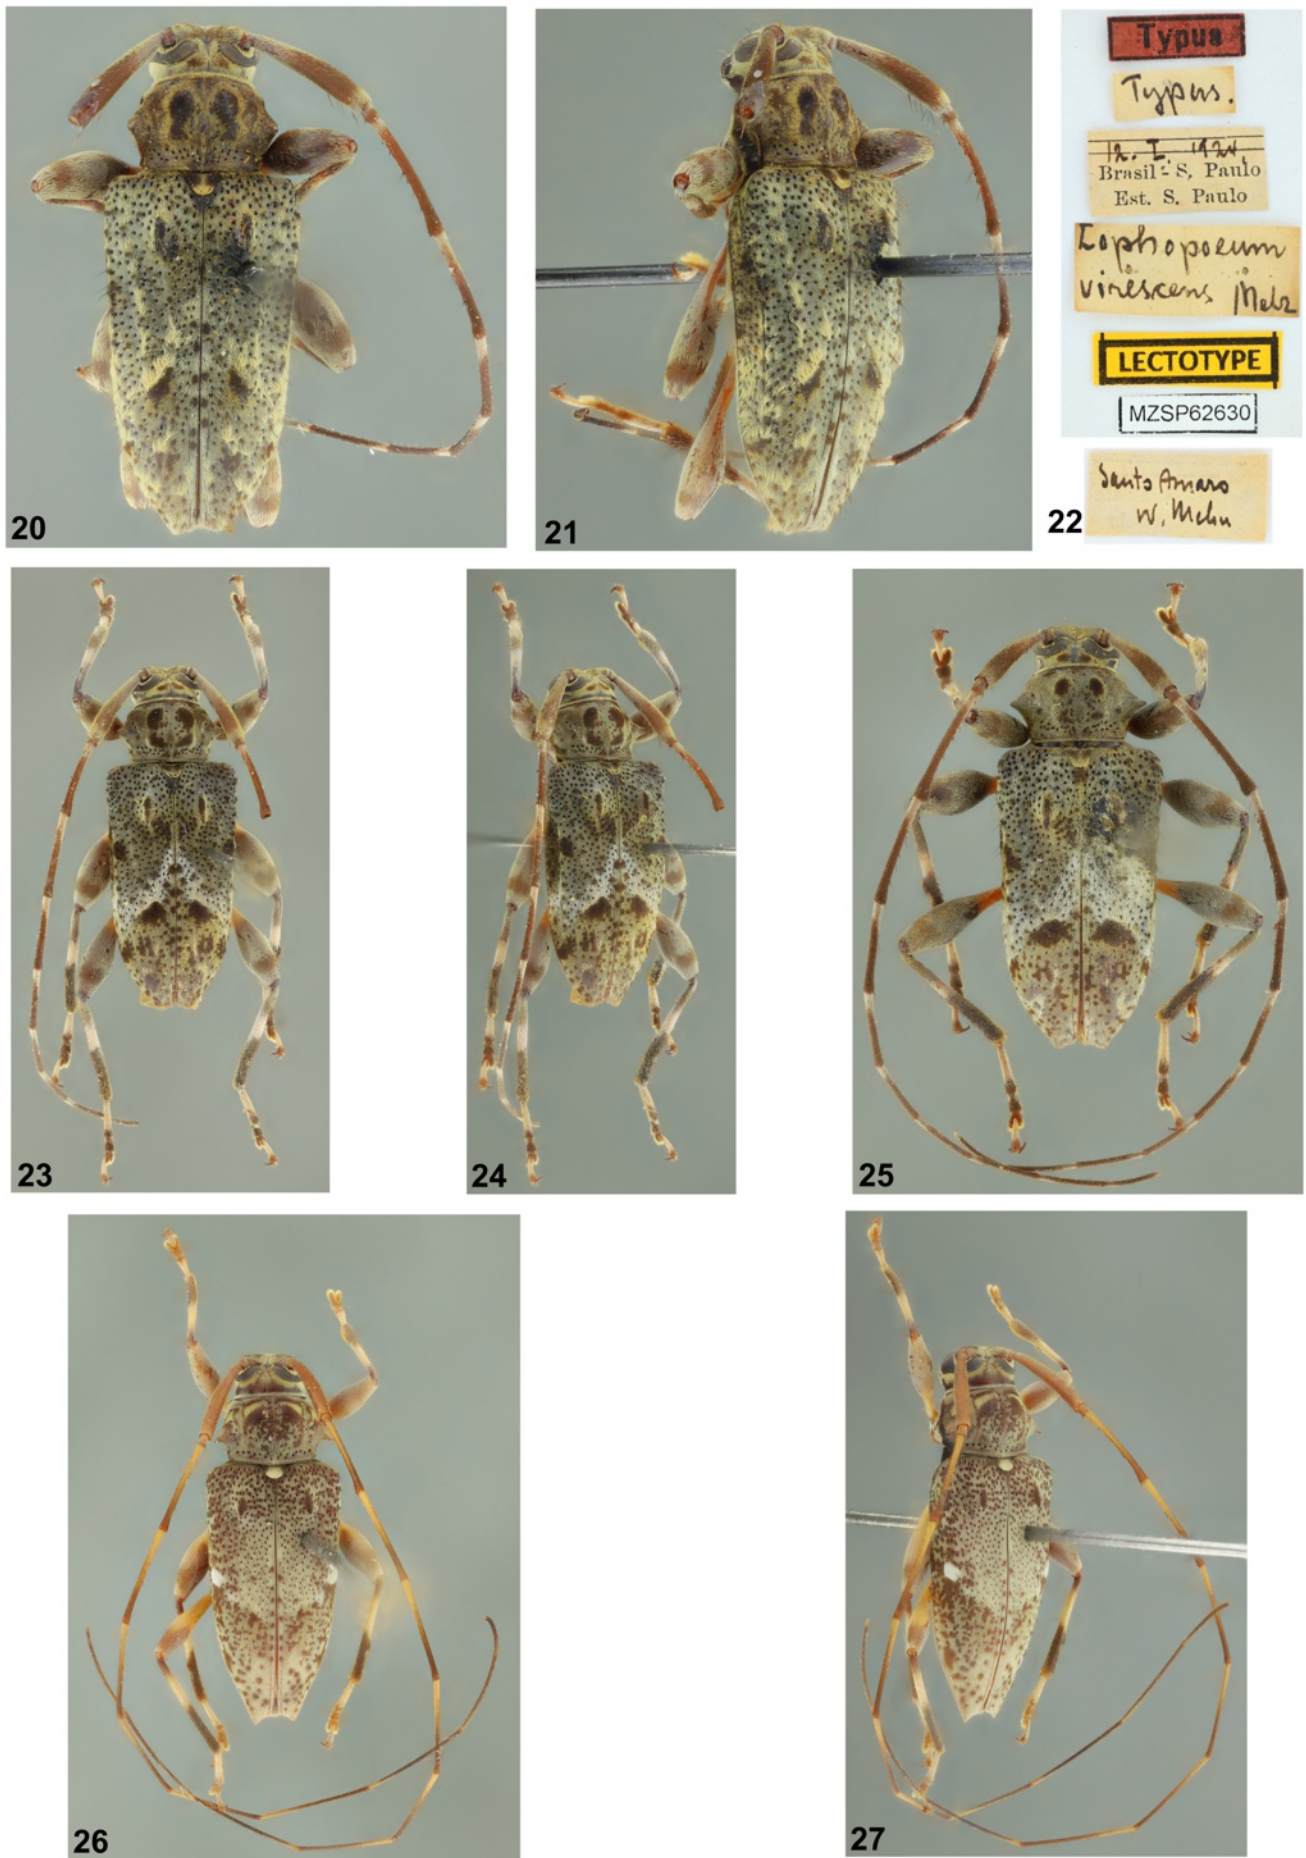 Typus
Typus.
12. I. 1924.
Brasil - S. Paulo
Est. S. Paulo
Lophopoeum
virescens Melz
LECTOTYPE
MZSP62630
Santo Amaro
20
21
22
23
24
25
26
27